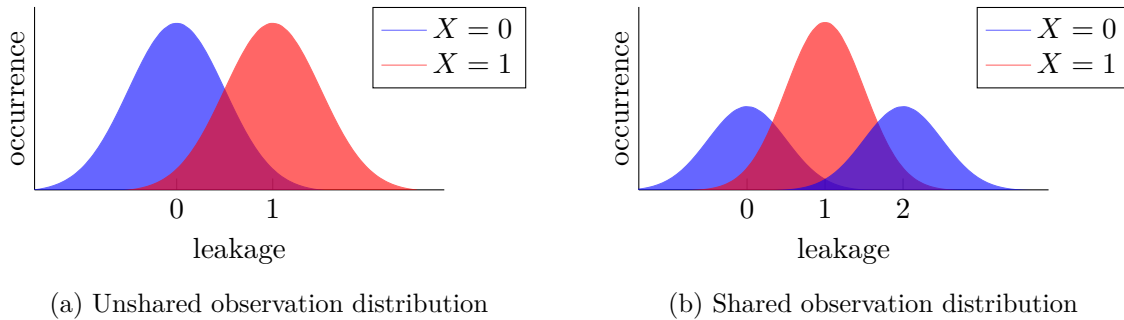 occurrence
X = 0
X = 1
0 1
leakage
(a) Unshared observation distribution
occurrence
X = 0
X = 1
0 1 2
leakage
(b) Shared observation distribution